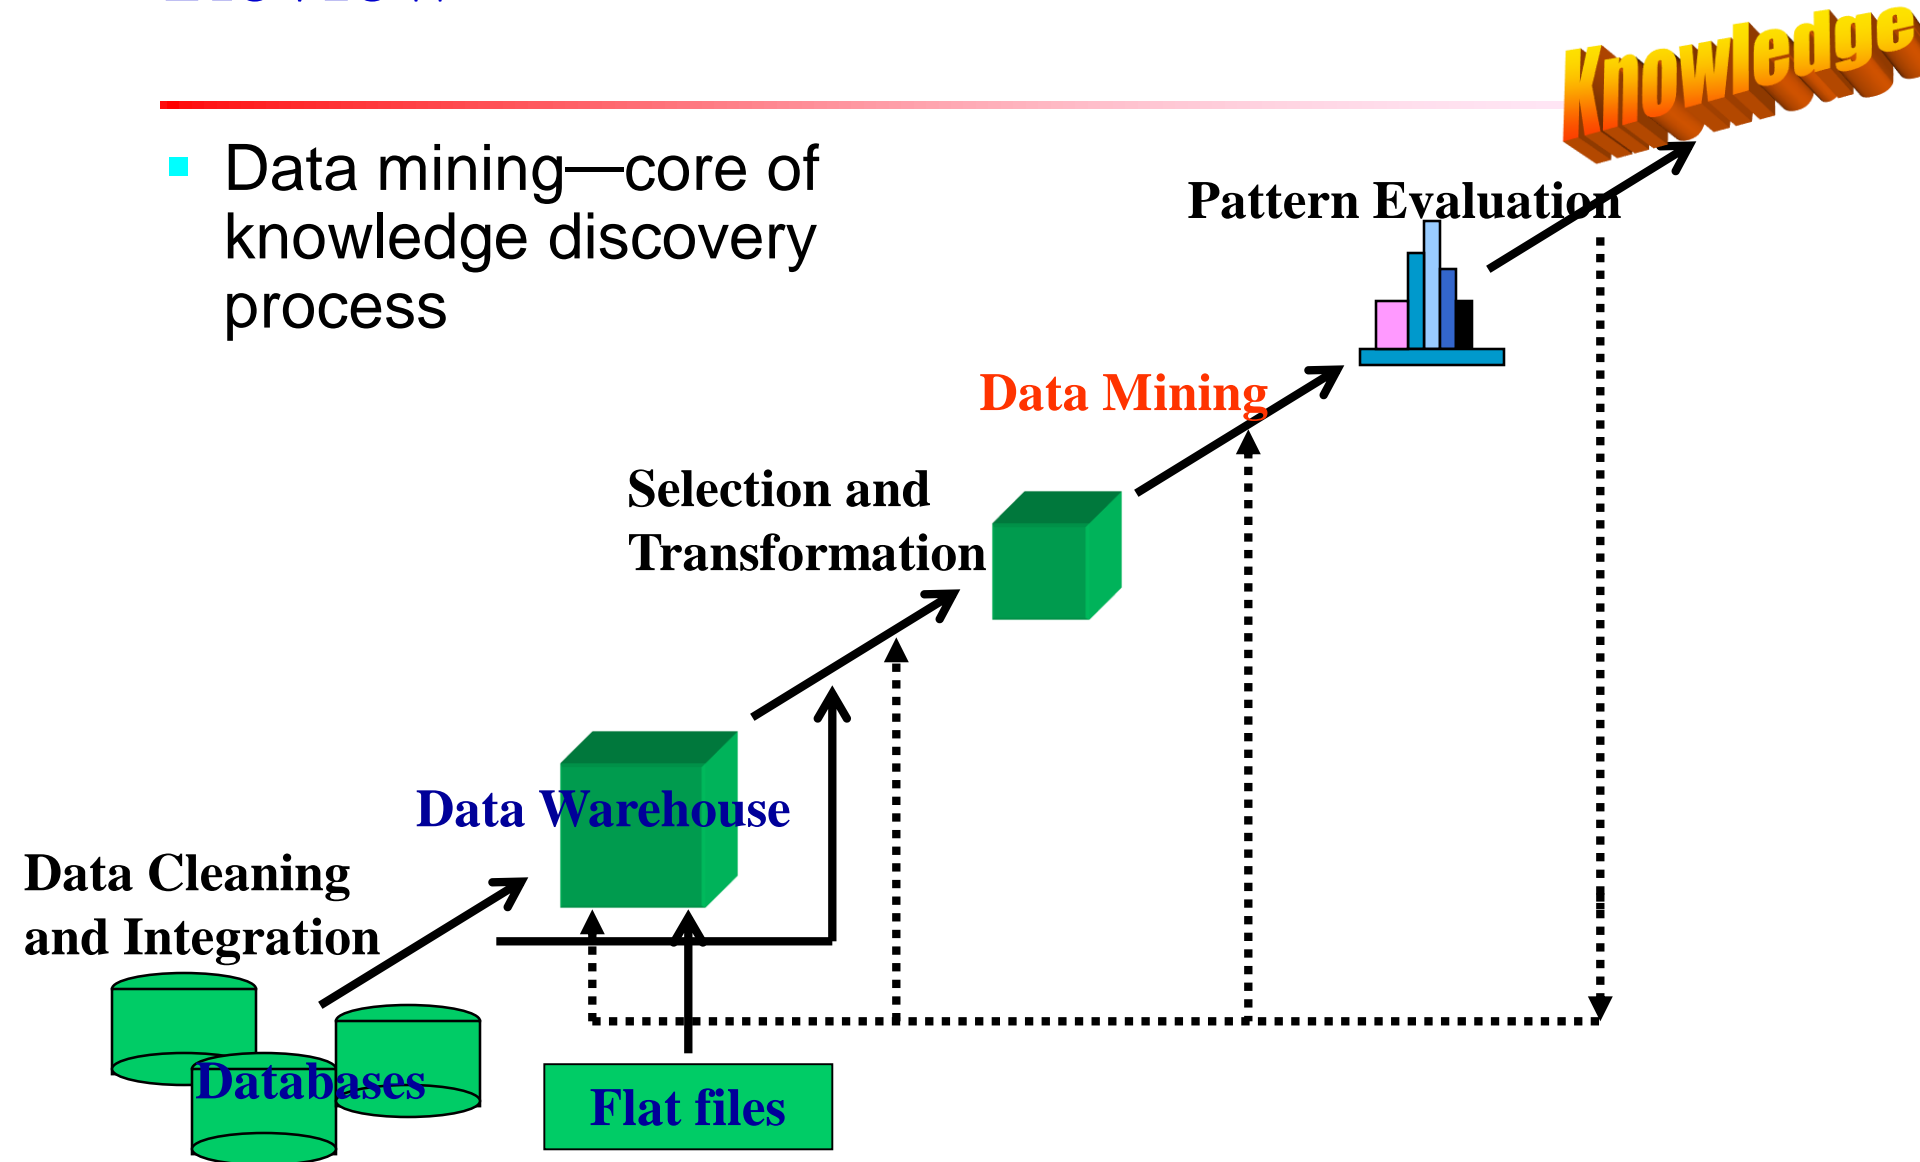 Knowledge
Data mining—core of
knowledge discovery
process
Pattern Evaluation
Data Mining
Selection and
Transformation
Data Warehouse
Data Cleaning
and Integration
Databases
Flat files